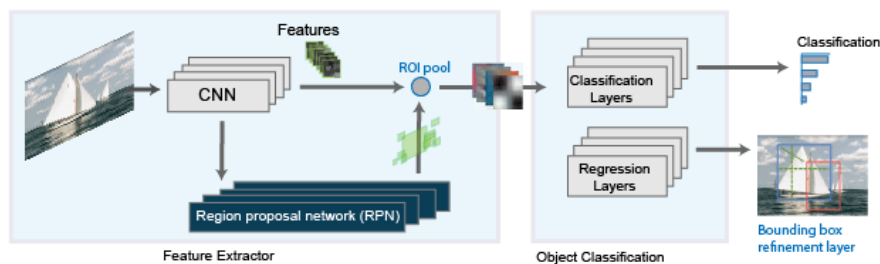 Features
ROI pool
CNN
Region proposal network (RPN)
Feature Extractor
Classification
Layers
Regression
Layers
Object Classification
Classification
Bounding box
refinement layer